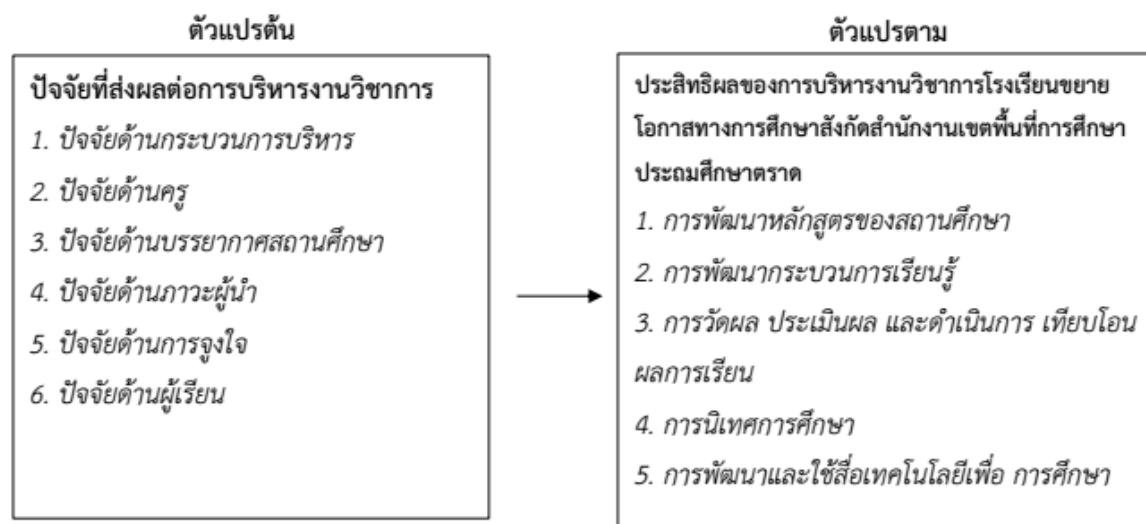 ตัวแปรต้น
ปัจจัยที่ส่งผลต่อการบริหารงานวิชาการ
1. ปัจจัยด้านกระบวนการบริหาร
2. ปัจจัยด้านครู
3. ปัจจัยด้านบรรยากาศสถานศึกษา
4. ปัจจัยด้านภาวะผู้นำ
5. ปัจจัยด้านการจูงใจ
6. ปัจจัยด้านผู้เรียน
ตัวแปรตาม
ประสิทธิผลของการบริหารงานวิชาการโรงเรียนขยาย
โอกาสทางการศึกษาสังกัดสำนักงานเขตพื้นที่การศึกษา
ประถมศึกษาตราด
1. การพัฒนาหลักสูตรของสถานศึกษา
2. การพัฒนากระบวนการเรียนรู้
3. การวัดผล ประเมินผล และดำเนินการ เทียบโอน
ผลการเรียน
4. การนิเทศการศึกษา
5. การพัฒนาและใช้สื่อเทคโนโลยีเพื่อ การศึกษา